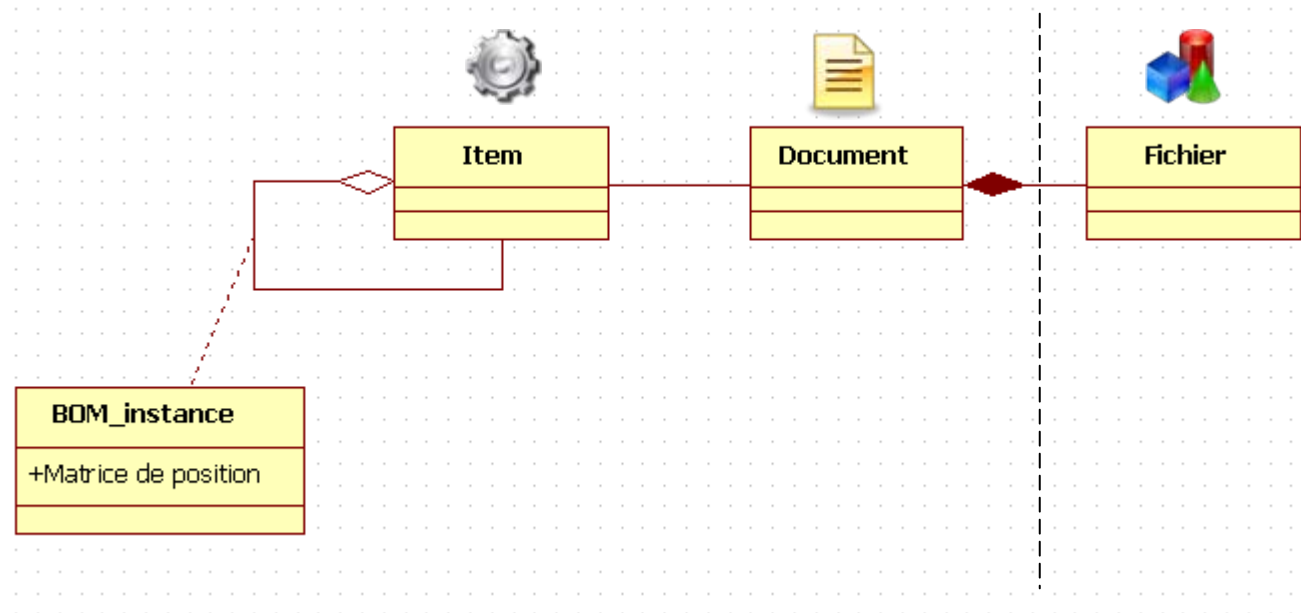 Item
Document
Fichier
BOM_instance
+Matrice de position